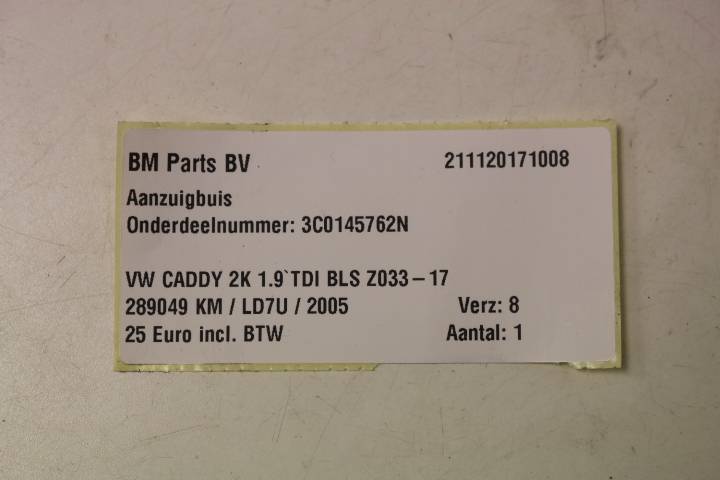 BM Parts BV 211120171008
Aanzuigbuis
Onderdeelnummer: 3C0145762N
VW CADDY 2K 1.9`TDI BLS Z033-17
289049 KM / LD7U / 2005 Verz: 8
25 Euro incl. BTW Aantal: 1